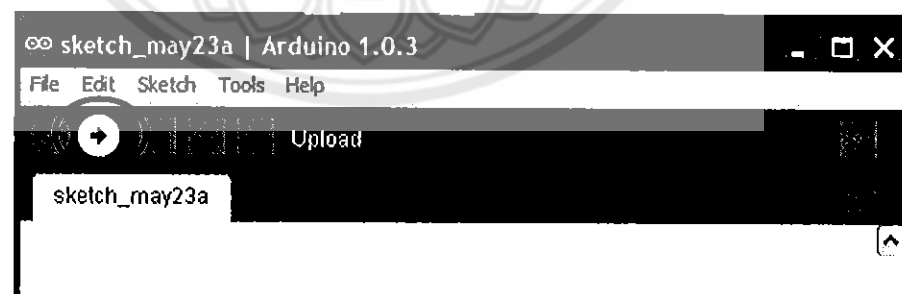 sketch_may23a | Arduino 1.0.3
File Edit Sketch Tools Help
Upload
sketch_may23a